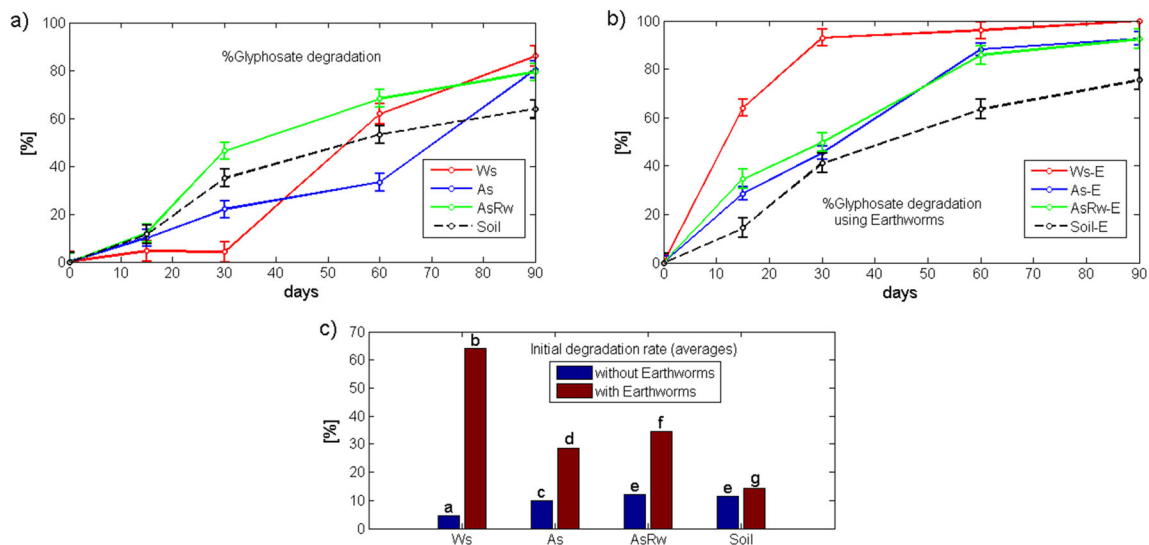 a)
%Glyphosate degradation
[%]
100
80
60
40
20
0
Ws
As
AsRw
Soil
0 10 20 30 40 50 60 70 80 90
days
b)
[%]
100
80
60
40
20
0
%Glyphosate degradation
using Earthworms
Ws-E
As-E
AsRw-E
Soil-E
0 10 20 30 40 50 60 70 80 90
days
c)
Initial degradation rate (averages)
without Earthworms
with Earthworms
[%]
70
60
50
40
30
20
10
0
a b c d e f e g
Ws As AsRw Soil